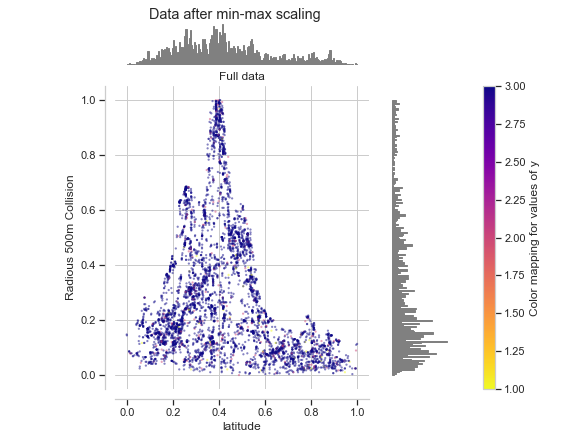 Data after min-max scaling
Full data
1.0
0.8
0.6
0.4
0.2
0.0
Radious 500m Collision
0.0 0.2 0.4 0.6 0.8 1.0
latitude
3.00
2.75
2.50
2.25
2.00
1.75
1.50
1.25
1.00
Color mapping for values of y